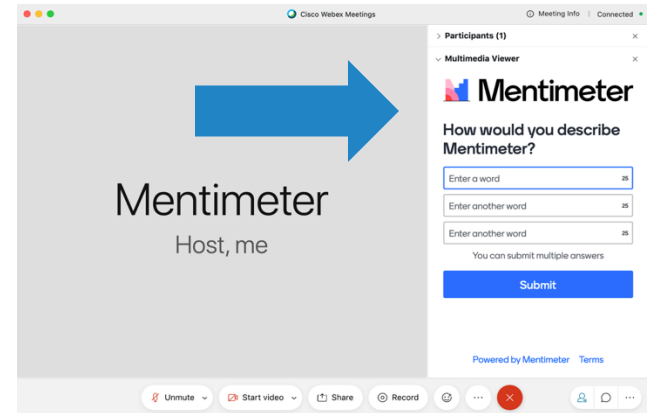 Cisco Webex Meetings
Meeting Info | Connected
Participants (1)
Multimedia Viewer
Mentimeter
How would you describe
Mentimeter?
Enter a word 25
Enter another word 25
Enter another word 25
You can submit multiple answers
Submit
Powered by Mentimeter Terms
Mentimeter
Host, me
Unmute Start video Share Record